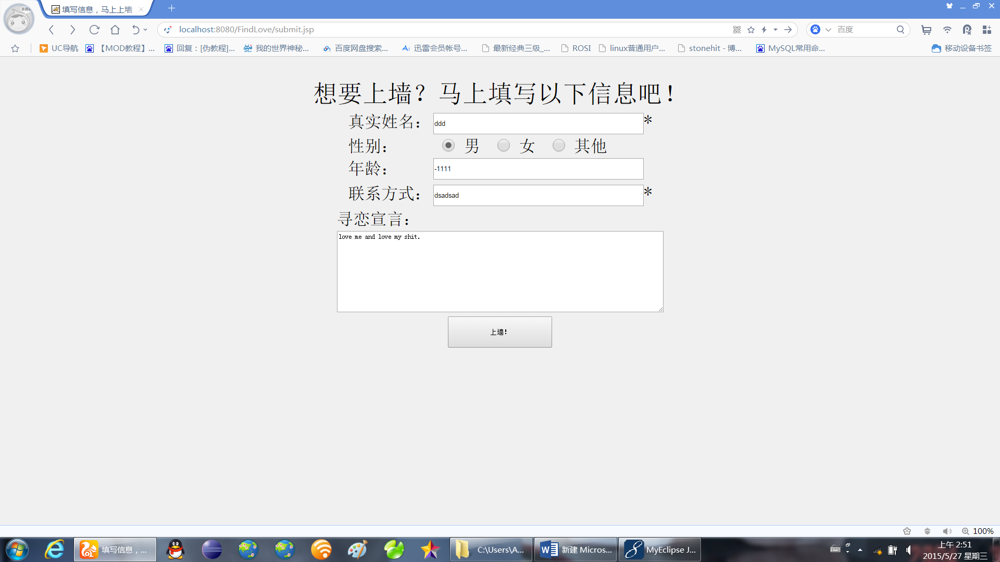 填写信息，马上上墙
localhost:8080/FindLove/submit.jsp
百度
UC导航
【MOD教程】...
回复：[伪教程]...
我的世界神秘...
百度网盘搜索...
迅雷会员帐号...
最新经典三级_...
ROSI
linux普通用户...
stonehit - 博...
MySQL常用命...
移动设备书签
想要上墙？马上填写以下信息吧！
真实姓名： ddd *
性别： 男 女 其他
年龄： -1111
联系方式： dsadsad *
寻恋宣言：
love me and love my shit.
上墙！
100%
填写信息，...
C:\Users\A...
新建 Micros...
MyEclipse J...
上午 2:51
2015/5/27 星期三